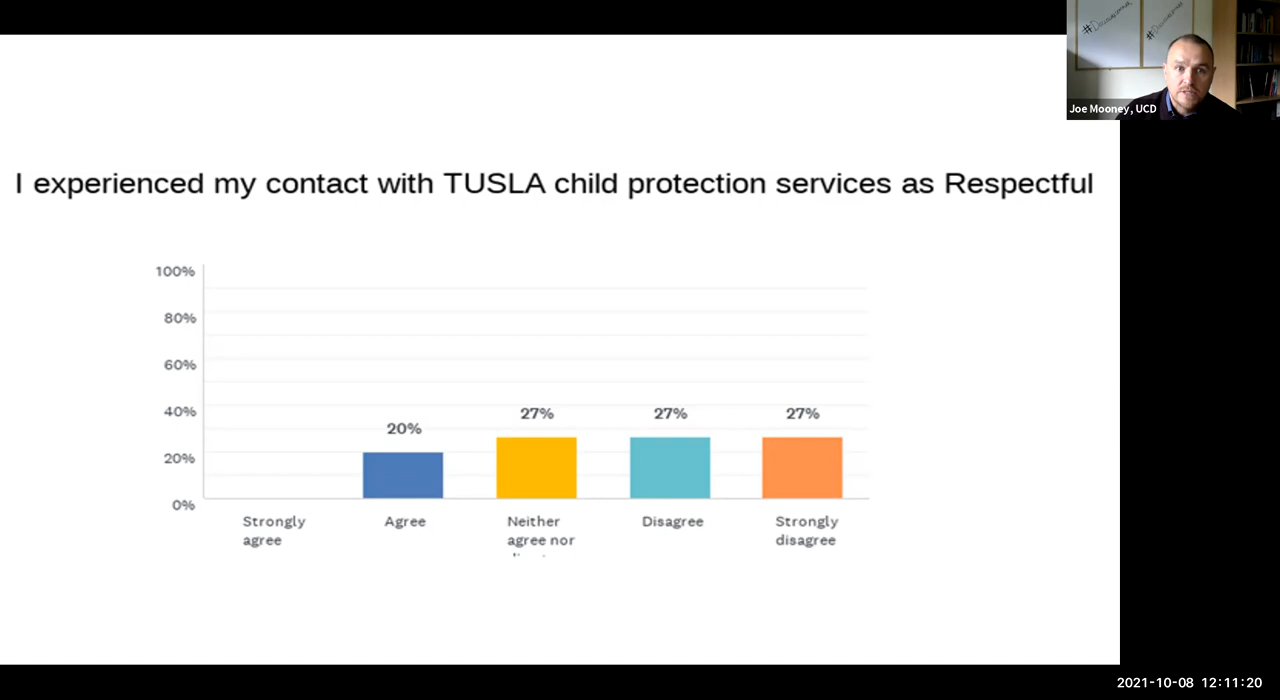 Joe Mooney, UCD
I experienced my contact with TUSLA child protection services as Respectful
100%
80%
60%
40%
20%
0%
20%
27%
27%
27%
Strongly
agree
Agree
Neither
agree nor
Disagree
Strongly
disagree
2021-10-08 12:11:20